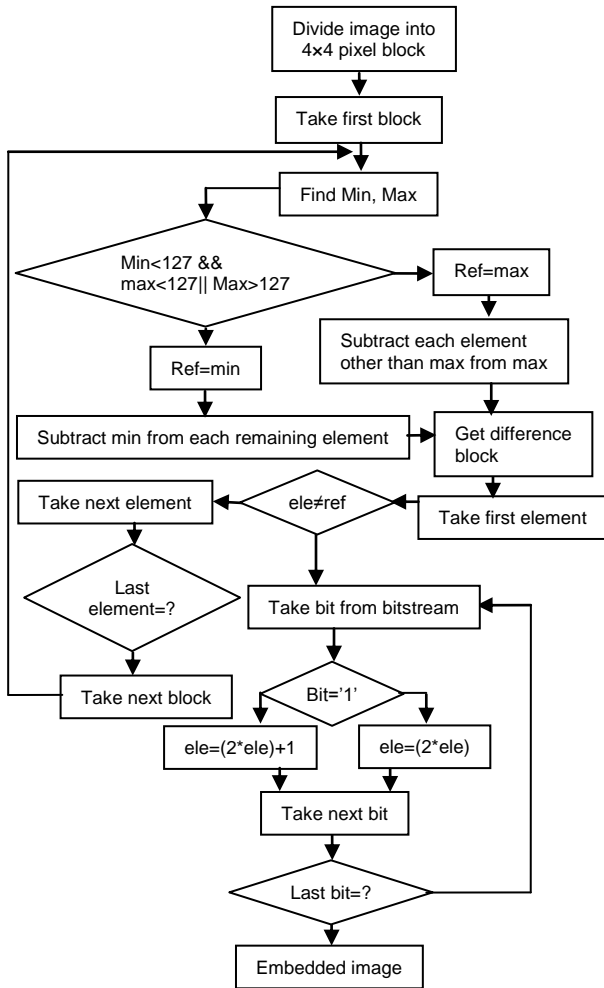 Divide image into
4×4 pixel block
Take first block
Find Min, Max
Min<127 &&
max<127|| Max>127
Ref=max
Subtract each element
other than max from max
Ref=min
Subtract min from each remaining element
Get difference
block
Take next element
ele≠ref
Take first element
Last
element=?
Take bit from bitstream
Take next block
Bit='1'
ele=(2*ele)+1
ele=(2*ele)
Take next bit
Last bit=?
Embedded image